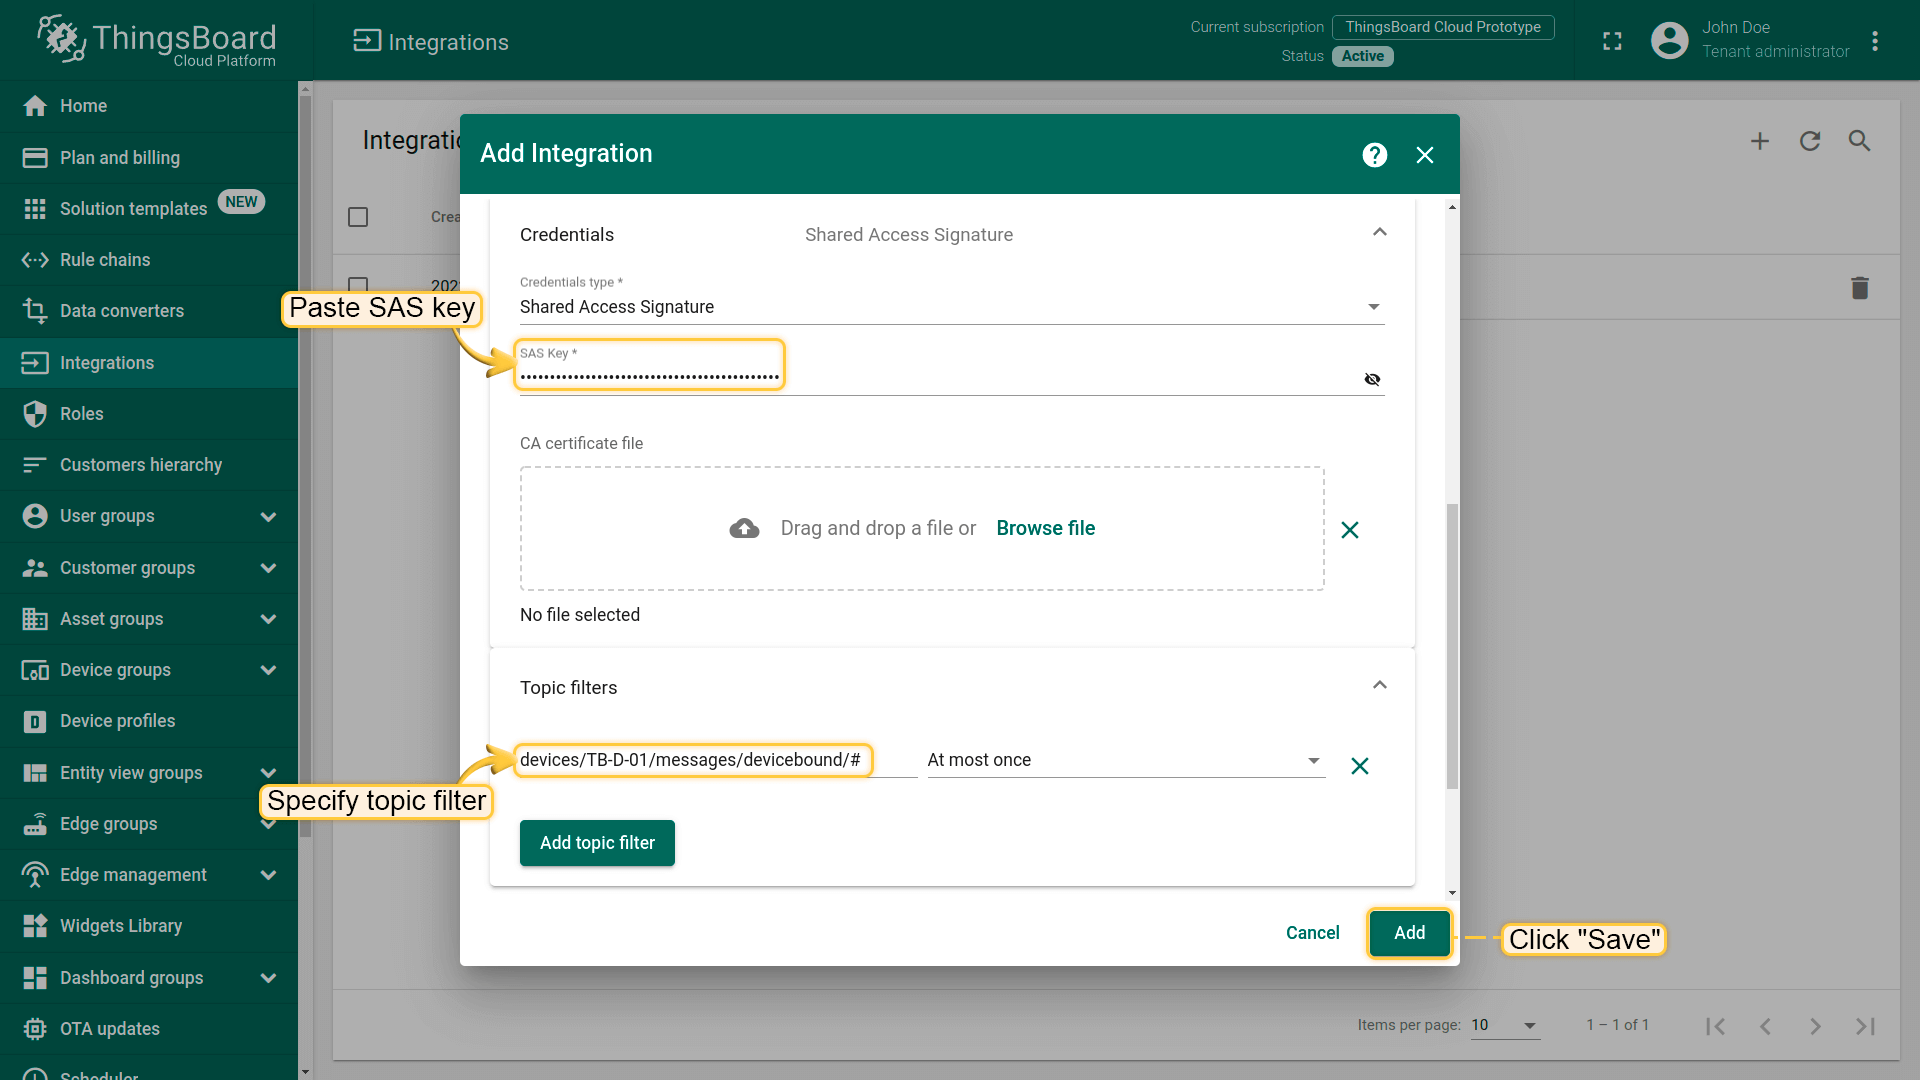 ThingsBoard
Cloud Platform
Integrations
Current subscription ThingsBoard Cloud Prototype
Status Active
John Doe
Tenant administrator
Home
Plan and billing
Solution templates NEW
Rule chains
Data converters
Integrations
Roles
Customers hierarchy
User groups
Customer groups
Asset groups
Device groups
Device profiles
Entity view groups
Edge groups
Edge management
Widgets Library
Dashboard groups
OTA updates
Scheduler
Integratio
Crea
202
Add Integration
Credentials Shared Access Signature
Credentials type *
Shared Access Signature
Paste SAS key
SAS Key *
CA certificate file
Drag and drop a file or Browse file
No file selected
Topic filters
devices/TB-D-01/messages/devicebound/# At most once
Specify topic filter
Add topic filter
Cancel Add
Click "Save"
Items per page: 10 1 – 1 of 1